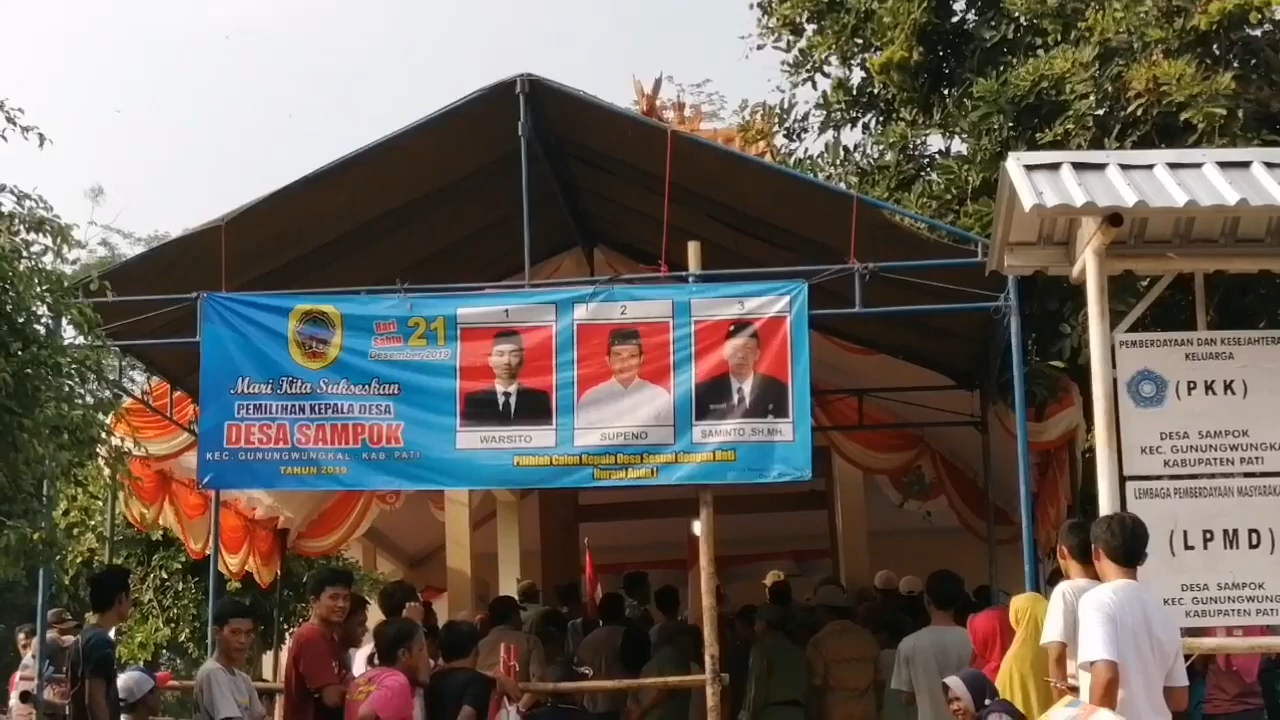 Hari
Sabtu
21
Desember 2019
Mari Kita Sukseskan
PEMILIHAN KEPALA DESA
DESA SAMPOK
KEC. GUNUNGWUNGKAL - KAB. PATI
TAHUN 2019
1
WARSITO
2
SUPENO
3
SAMINTO ,SH,MH.
Pilihlah Calon Kepala Desa Sesuai dengan Hati
Nurani Anda !
PEMBERDAYAAN DAN KESEJAHTERA
KELUARGA
(PKK)
DESA SAMPOK
KEC. GUNUNGWUNGKAL
KABUPATEN PATI
LEMBAGA PEMBERDAYAAN MASYARAKA
(LPMD)
DESA SAMPOK
KEC. GUNUNGWUNGKAL
KABUPATEN PATI